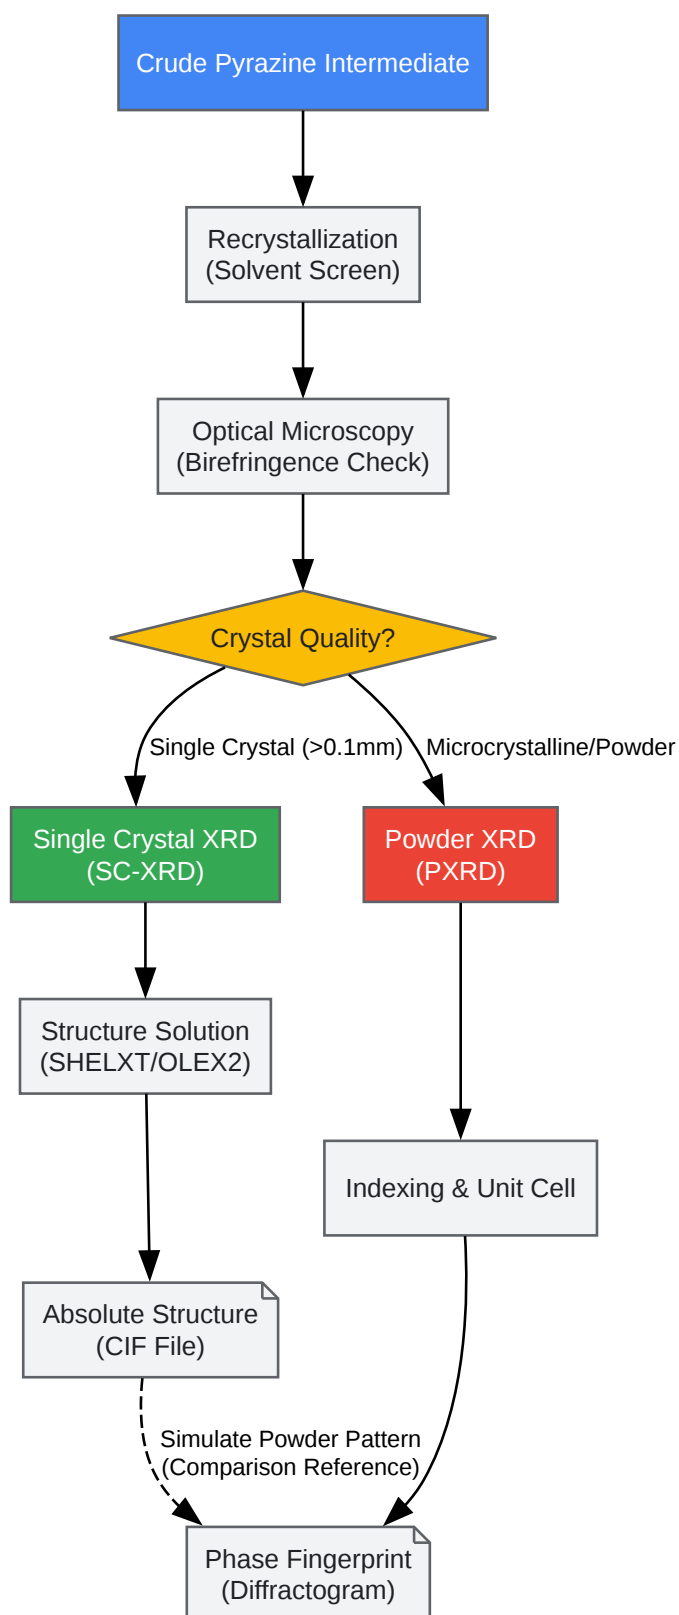 Crude Pyrazine Intermediate
Recrystallization
(Solvent Screen)
Optical Microscopy
(Birefringence Check)
Crystal Quality?
Single Crystal (>0.1mm)
Microcrystalline/Powder
Single Crystal XRD
(SC-XRD)
Powder XRD
(PXRD)
Structure Solution
(SHELXT/OLEX2)
Indexing & Unit Cell
Absolute Structure
(CIF File)
Simulate Powder Pattern
(Comparison Reference)
Phase Fingerprint
(Diffractogram)